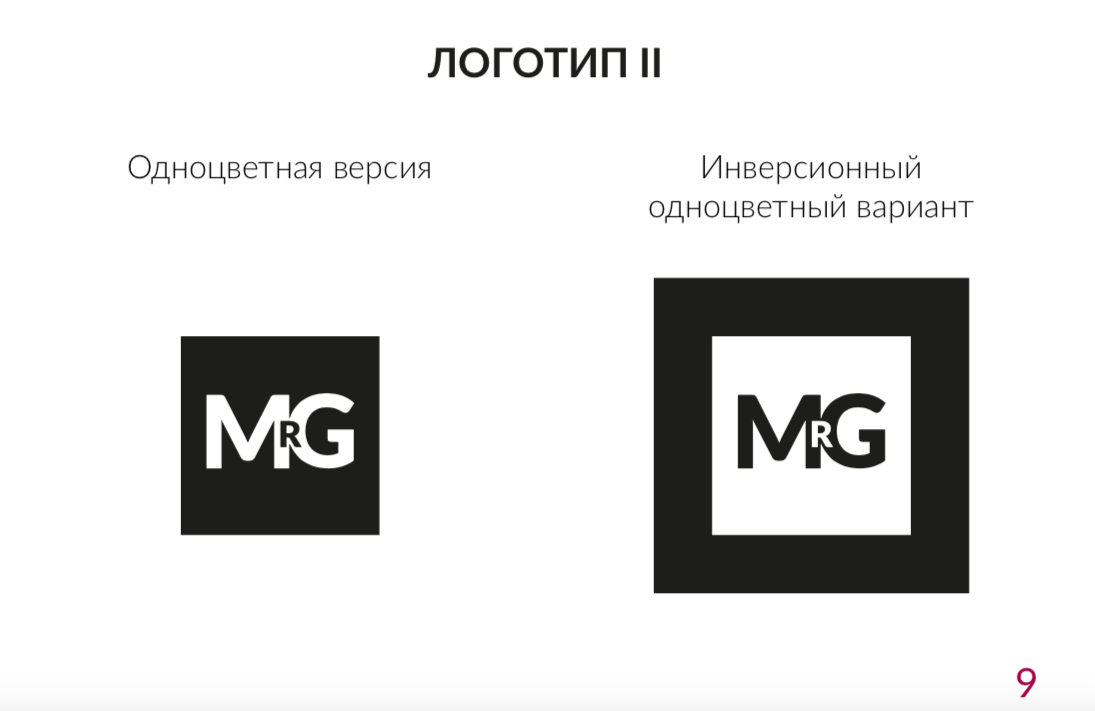 ЛОГОТИП II
Одноцветная версия
Инверсионный
одноцветный вариант
MRG
MRG
9